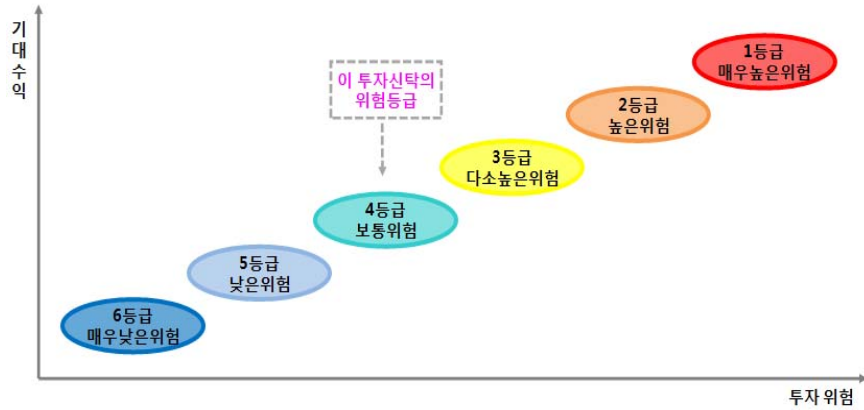 기대수익
1등급
매우높은위험
이 투자신탁의
위험등급
2등급
높은위험
3등급
다소높은위험
4등급
보통위험
5등급
낮은위험
6등급
매우낮은위험
투자 위험